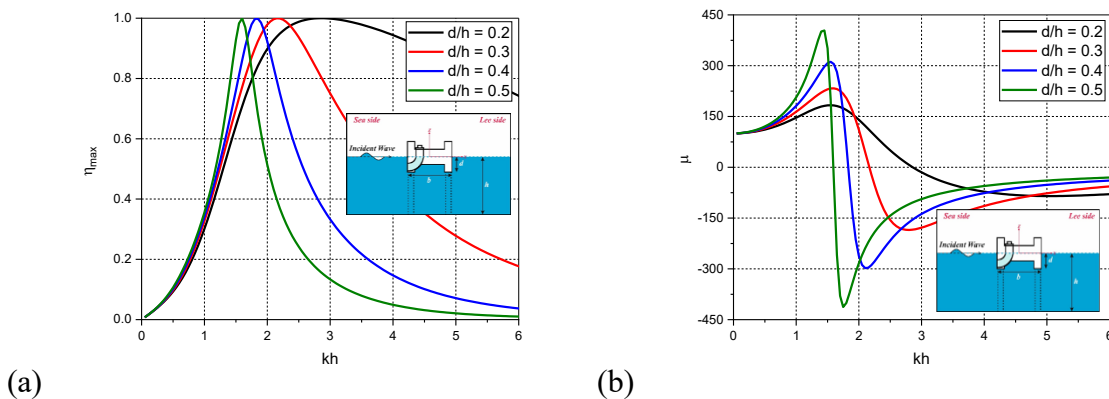 1.0
0.8
0.6
0.4
0.2
0.0
ηmax
0 1 2 3 4 5 6
kh
d/h = 0.2
d/h = 0.3
d/h = 0.4
d/h = 0.5
Sea side Lee side
Incident Wave
d
b
h
(a)
450
300
150
0
-150
-300
-450
μ
0 1 2 3 4 5 6
kh
d/h = 0.2
d/h = 0.3
d/h = 0.4
d/h = 0.5
Sea side Lee side
Incident Wave
d
b
h
(b)